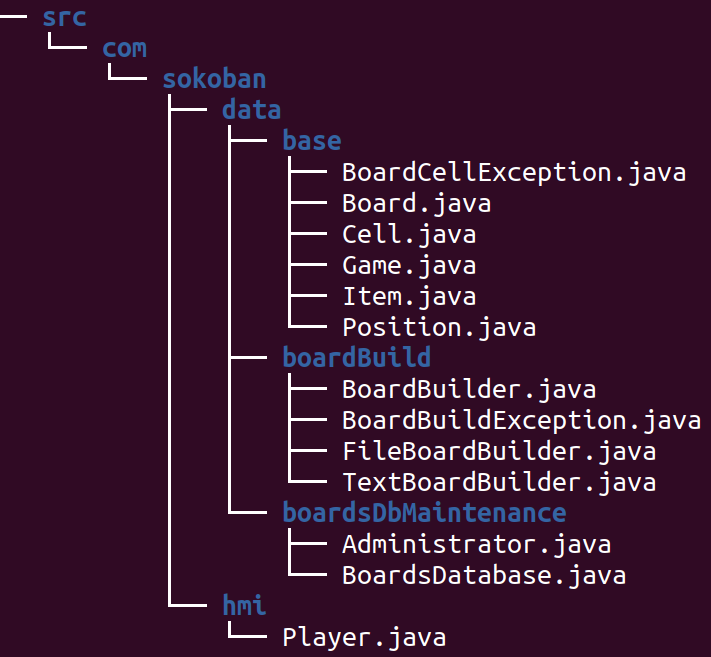 src
com
sokoban
data
base
BoardCellException.java
Board.java
Cell.java
Game.java
Item.java
Position.java
boardBuild
BoardBuilder.java
BoardBuildException.java
FileBoardBuilder.java
TextBoardBuilder.java
boardsDbMaintenance
Administrator.java
BoardsDatabase.java
hmi
Player.java